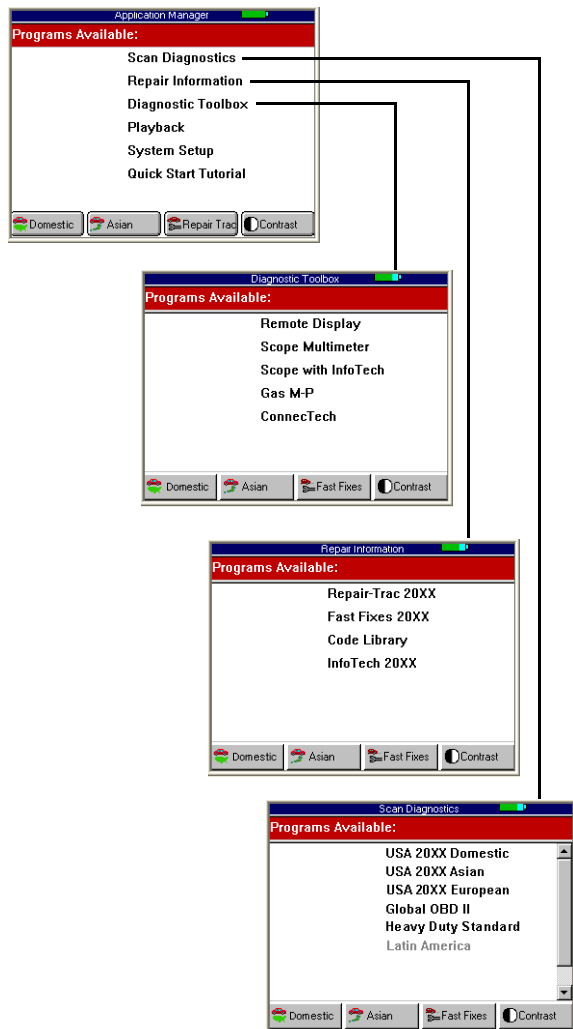 Application Manager
Programs Available:
Scan Diagnostics
Repair Information
Diagnostic Toolbox
Playback
System Setup
Quick Start Tutorial
Domestic Asian Repair Trac Contrast
Diagnostic Toolbox
Programs Available:
Remote Display
Scope Multimeter
Scope with InfoTech
Gas M-P
ConnecTech
Domestic Asian Fast Fixes Contrast
Repair Information
Programs Available:
Repair-Trac 20XX
Fast Fixes 20XX
Code Library
InfoTech 20XX
Domestic Asian Fast Fixes Contrast
Scan Diagnostics
Programs Available:
USA 20XX Domestic
USA 20XX Asian
USA 20XX European
Global OBD II
Heavy Duty Standard
Latin America
Domestic Asian Fast Fixes Contrast